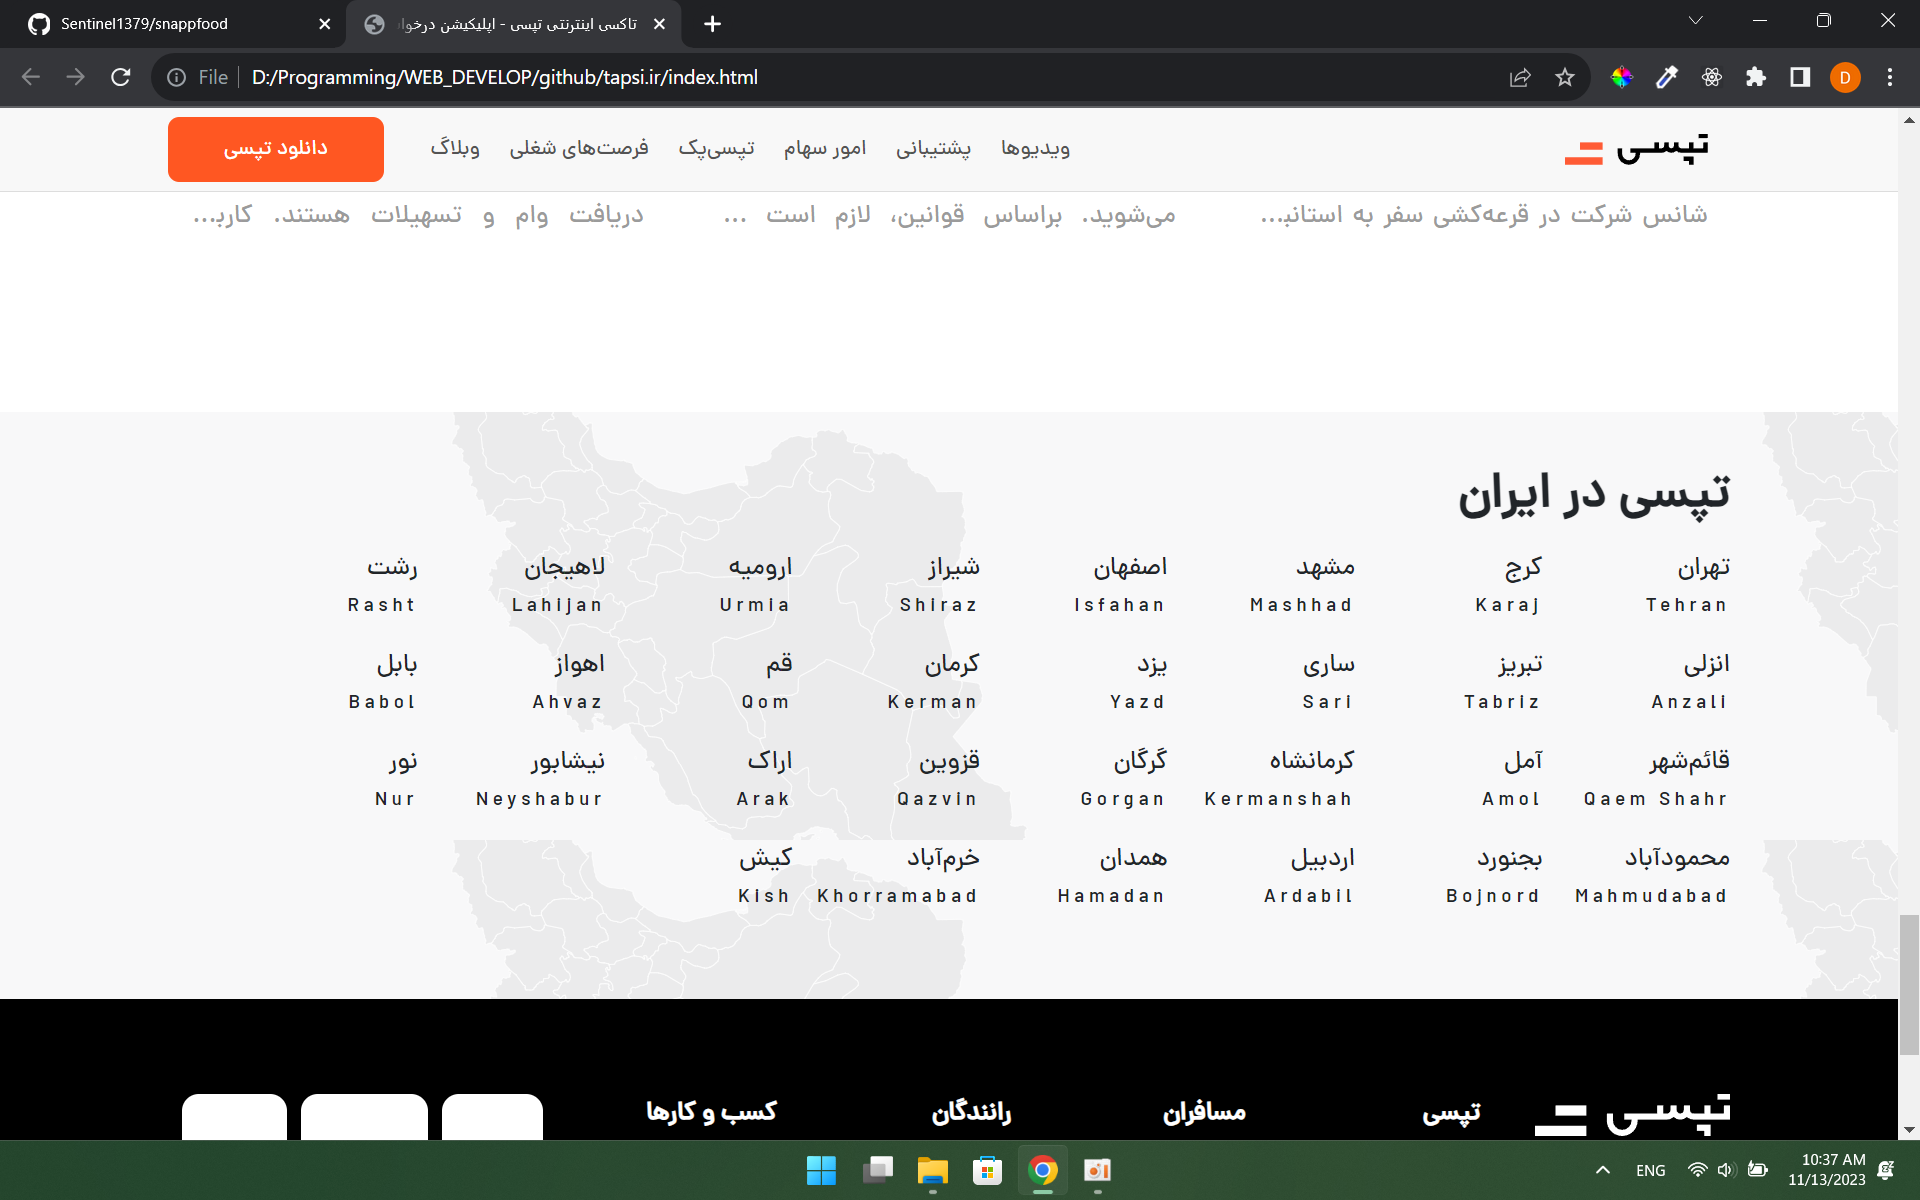 Sentinel1379/snappfood
تاکسی اینترنتی تپسی - اپلیکیشن درخوا
File
D:/Programming/WEB_DEVELOP/github/tapsi.ir/index.html
D
تپسی
ویدیوها پشتیبانی امور سهام تپسی‌پک فرصت‌های شغلی وبلاگ
دانلود تپسی
شانس شرکت در قرعه‌کشی سفر به استانبـ...
می‌شوید. براساس قوانین، لازم است ...
دریافت وام و تسهیلات هستند. کاربـ...
تپسی در ایران
تهران کرج مشهد اصفهان شیراز ارومیه لاهیجان رشت
Tehran Karaj Mashhad Isfahan Shiraz Urmia Lahijan Rasht
انزلی تبریز ساری یزد کرمان قم اهواز بابل
Anzali Tabriz Sari Yazd Kerman Qom Ahvaz Babol
قائم‌شهر آمل کرمانشاه گرگان قزوین اراک نیشابور نور
Qaem Shahr Amol Kermanshah Gorgan Qazvin Arak Neyshabur Nur
محمودآباد بجنورد اردبیل همدان خرم‌آباد کیش
Mahmudabad Bojnord Ardabil Hamadan Khorramabad Kish
تپسی
تپسی مسافران رانندگان کسب و کارها
ENG
10:37 AM
11/13/2023